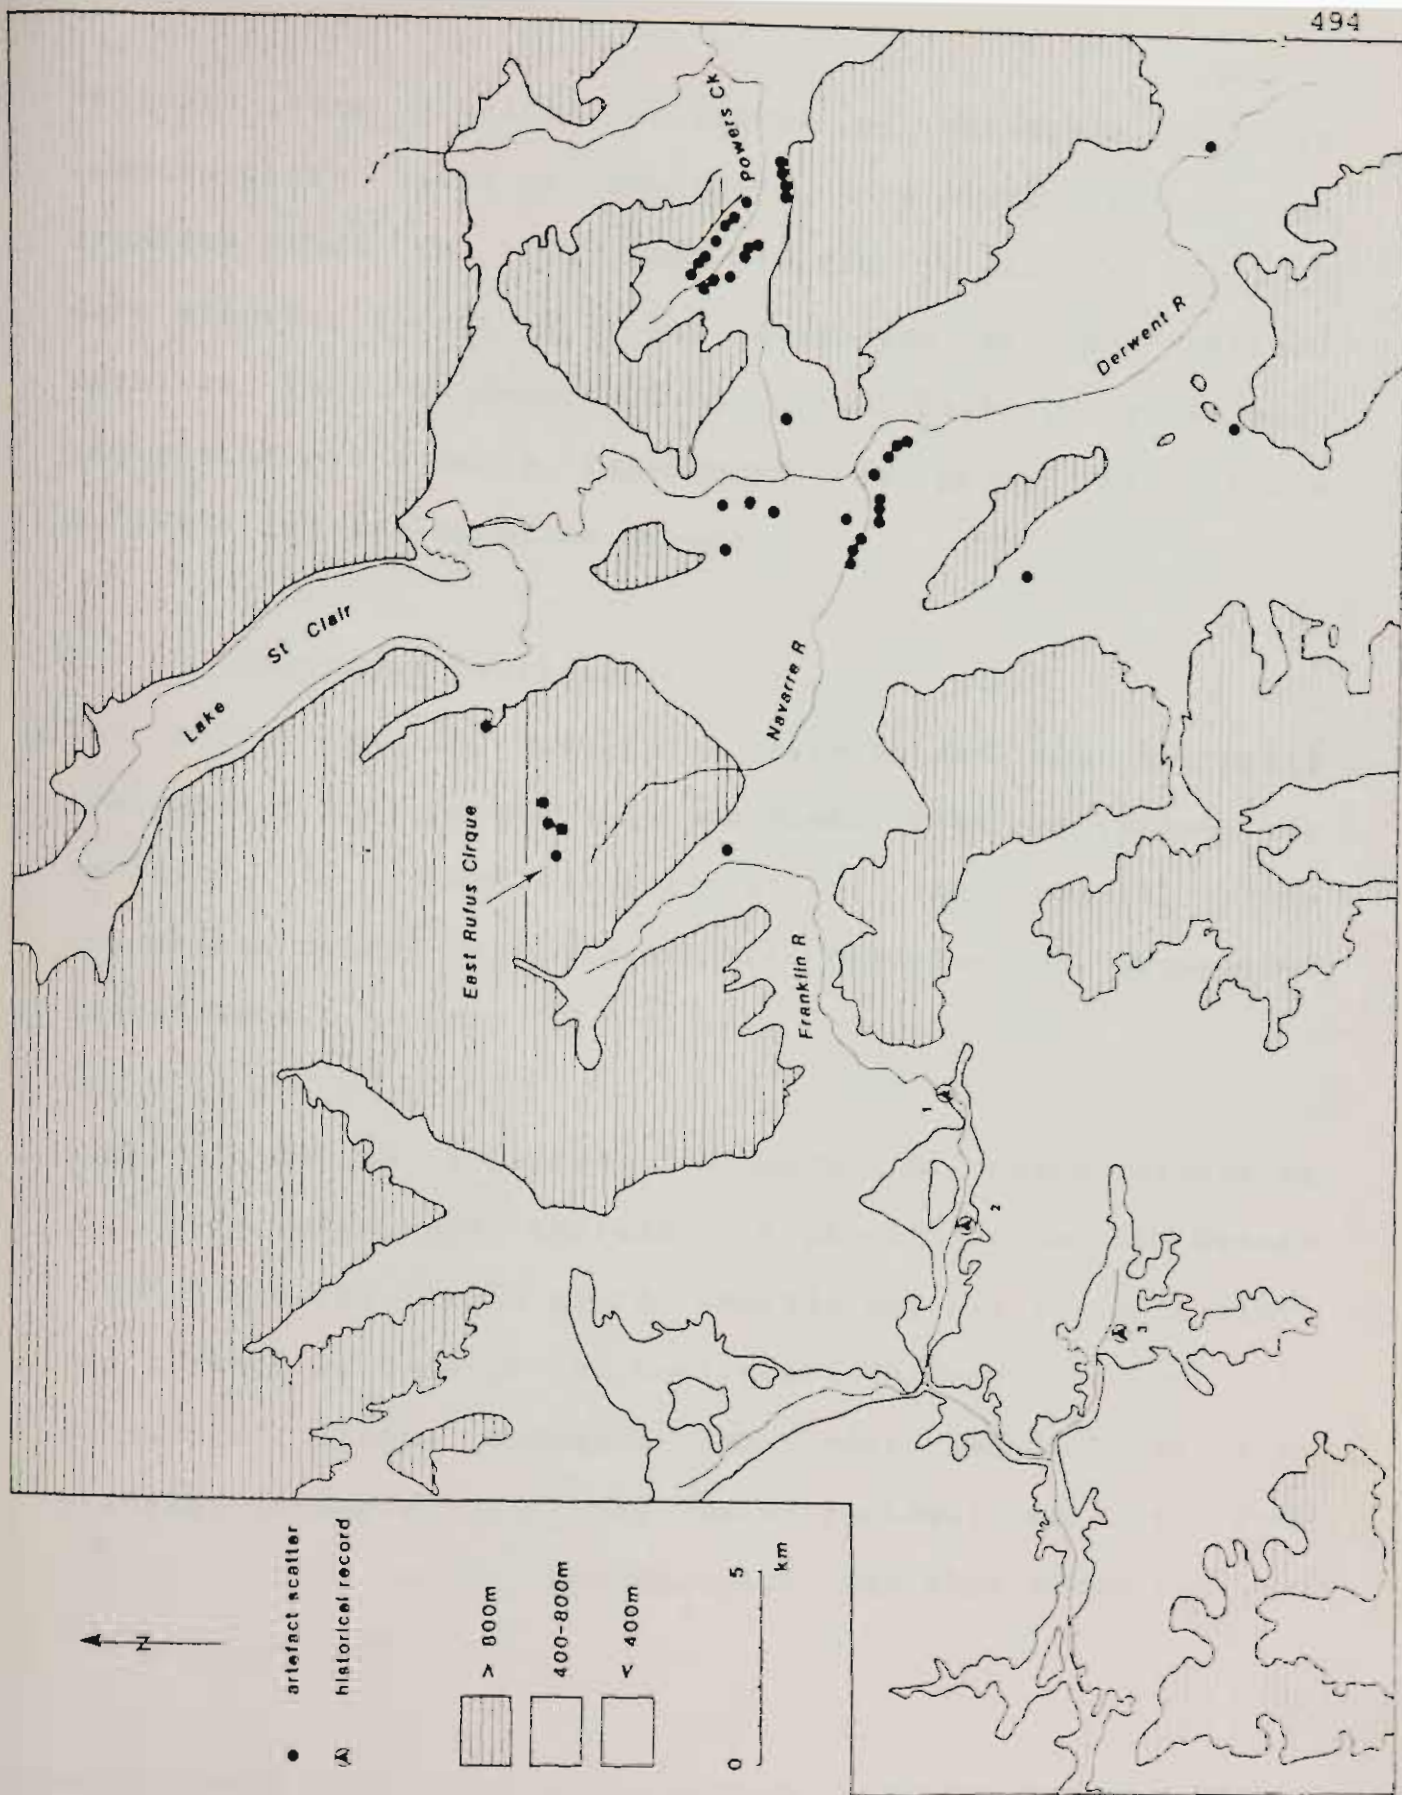 494
Powers Ck
Lake St Clair
Derwent R
Navarre R
East Rufus Cirque
Franklin R
1
2
3
N
artefact scatter
historical record
> 800m
400-800m
< 400m
0 5
km